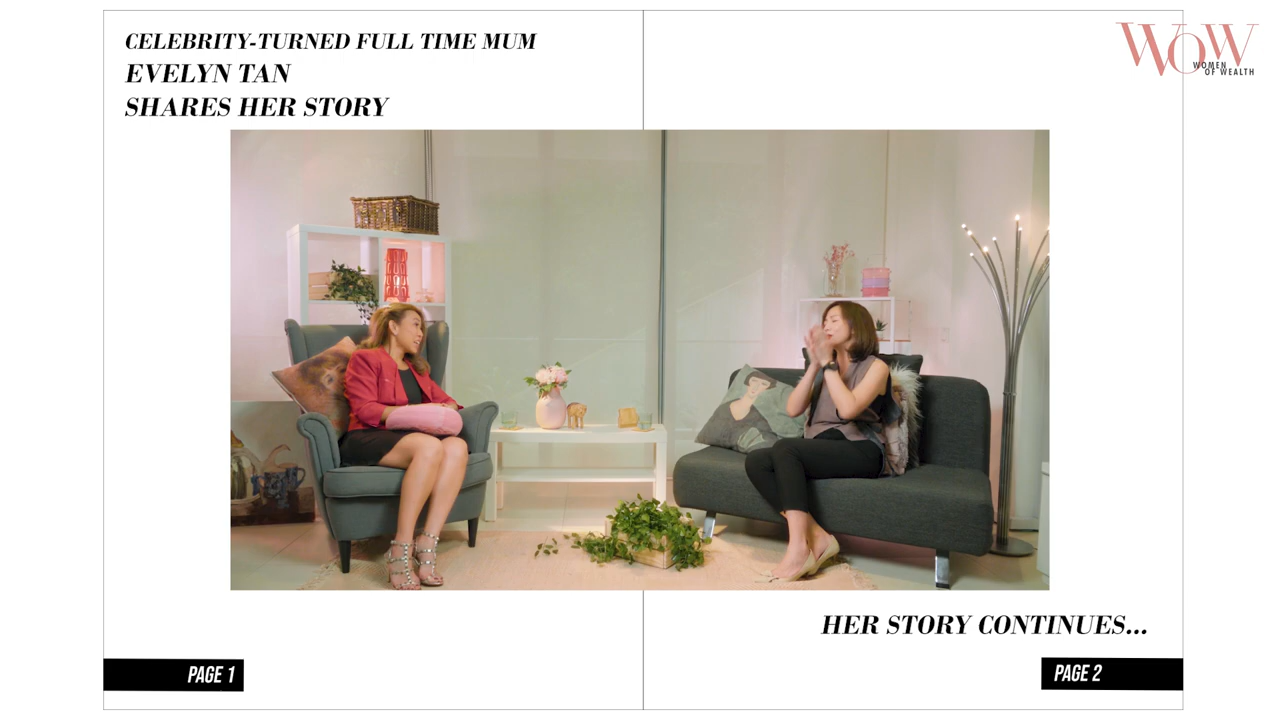 CELEBRITY-TURNED FULL TIME MUM
EVELYN TAN
SHARES HER STORY
WOW
WOMEN
OF WEALTH
HER STORY CONTINUES...
PAGE 1
PAGE 2